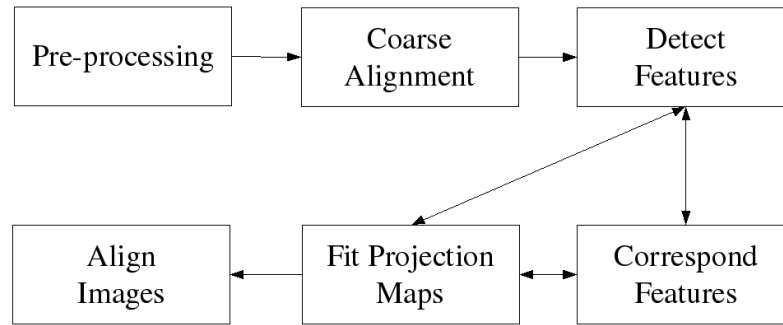 Pre-processing
Coarse
Alignment
Detect
Features
Align
Images
Fit Projection
Maps
Correspond
Features